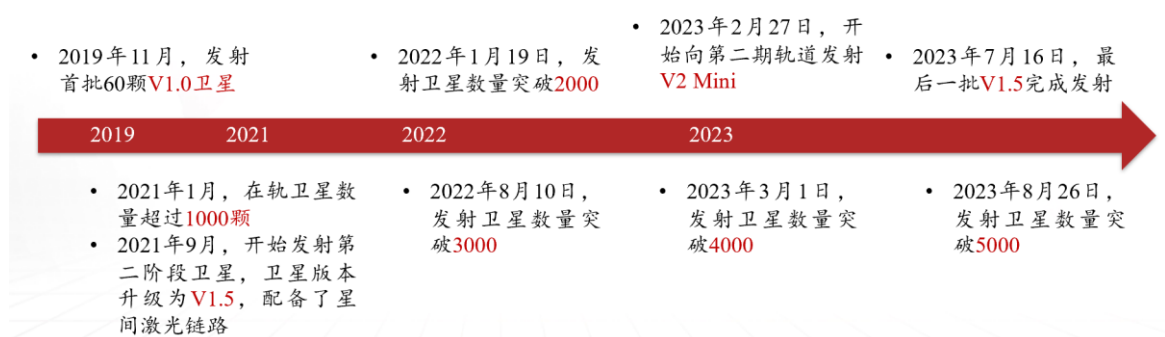 • 2019年11月，发射
首批60颗V1.0卫星
• 2022年1月19日，发
射卫星数量突破2000
• 2023年2月27日，开
始向第二期轨道发射
V2 Mini
• 2023年7月16日，最
后一批V1.5完成发射
2019
2021
2022
2023
• 2021年1月，在轨卫星数
量超过1000颗
• 2021年9月，开始发射第
二阶段卫星，卫星版本
升级为V1.5，配备了星
间激光链路
• 2022年8月10日，
发射卫星数量突
破3000
• 2023年3月1日，
发射卫星数量突
破4000
• 2023年8月26日，
发射卫星数量突
破5000